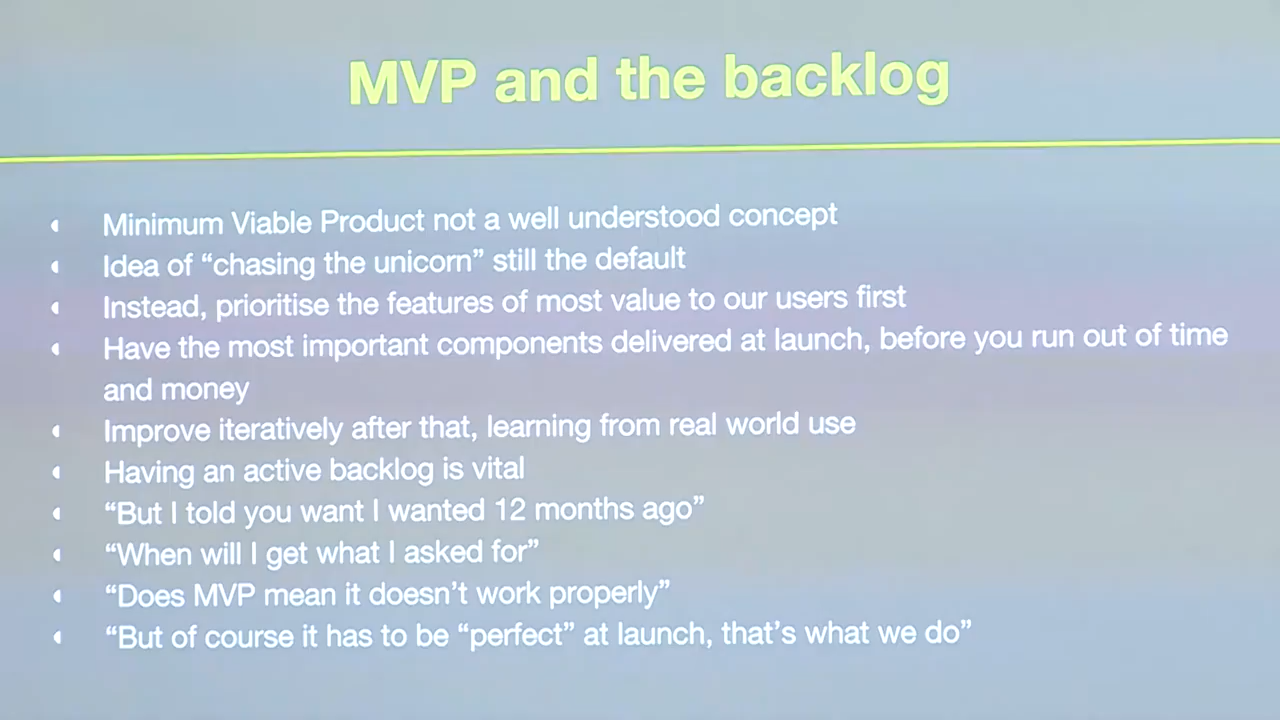 MVP and the backlog
Minimum Viable Product not a well understood concept
Idea of “chasing the unicorn” still the default
Instead, prioritise the features of most value to our users first
Have the most important components delivered at launch, before you run out of time
and money
Improve iteratively after that, learning from real world use
Having an active backlog is vital
“But I told you want I wanted 12 months ago”
“When will I get what I asked for”
“Does MVP mean it doesn’t work properly”
“But of course it has to be “perfect” at launch, that’s what we do”